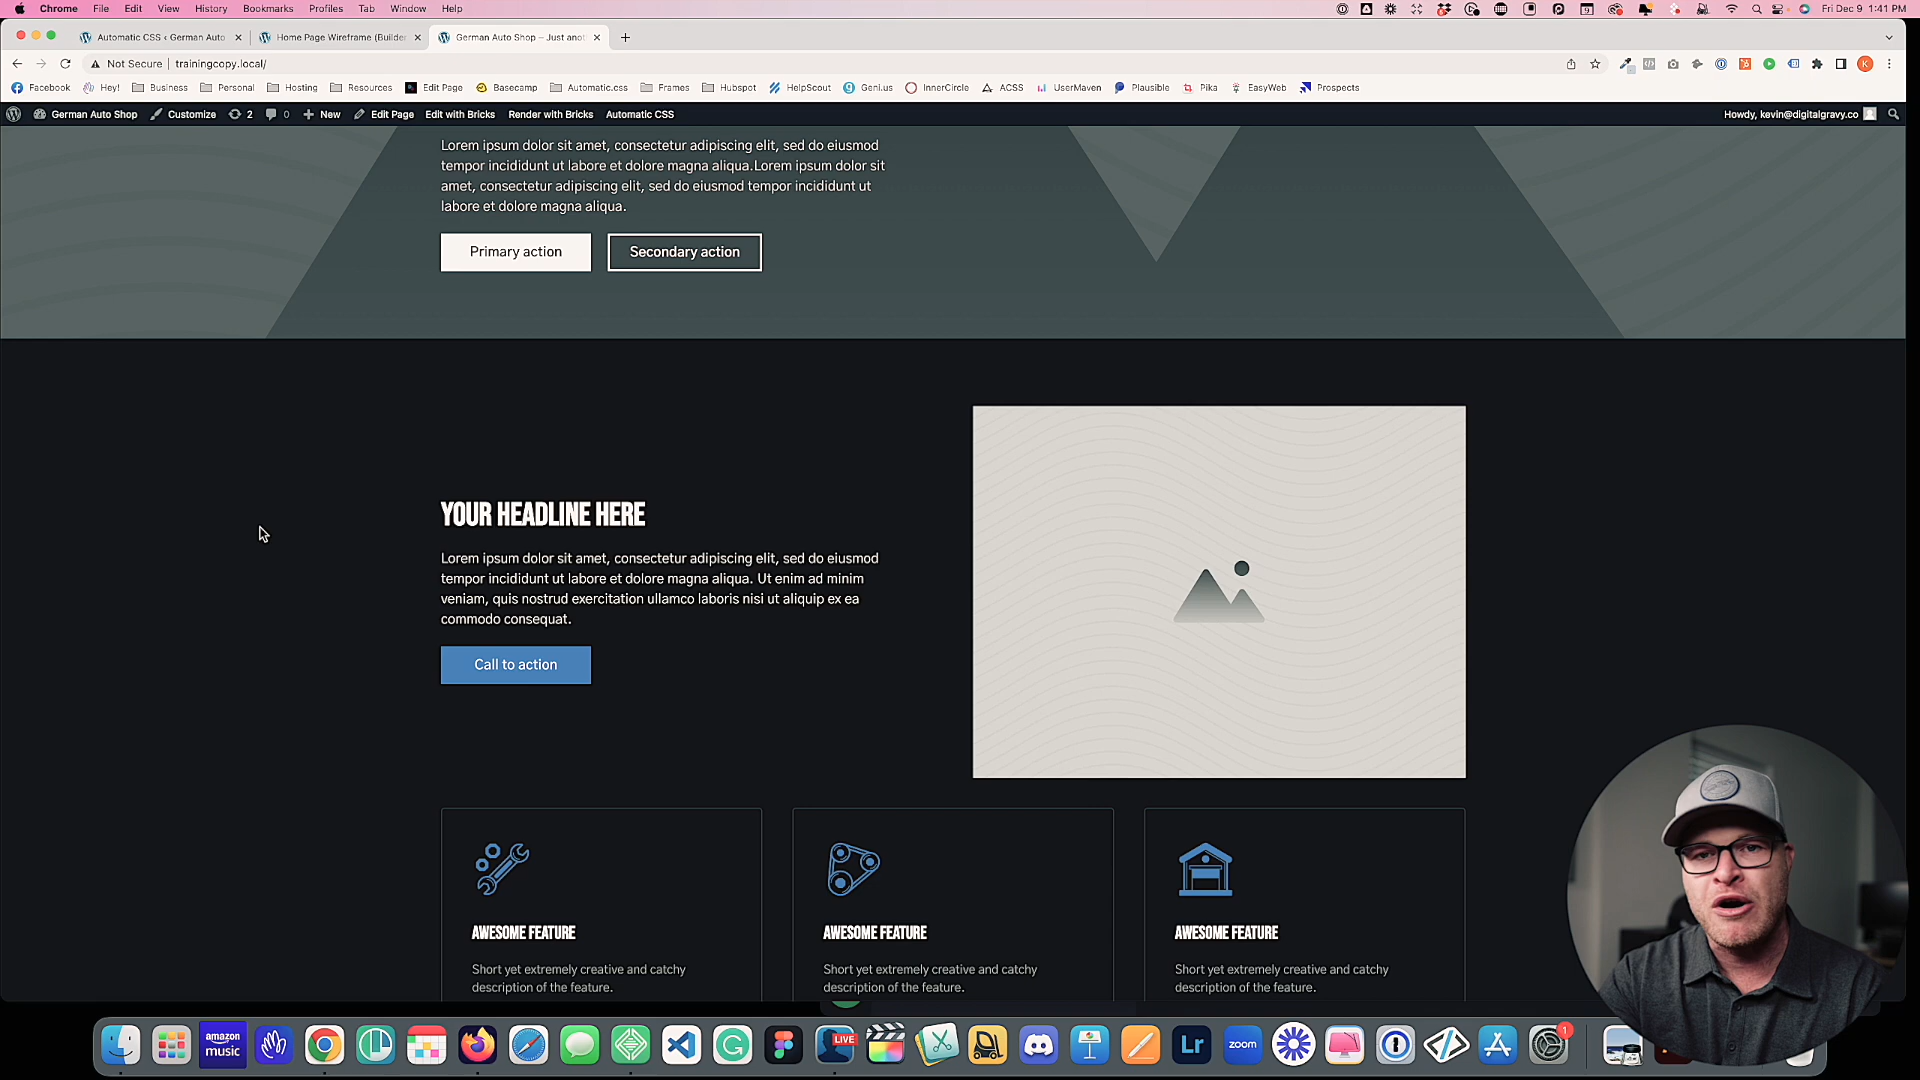 Chrome File Edit View History Bookmarks Profiles Tab Window Help
Fri Dec 9 1:41 PM
Automatic CSS ‹ German Auto
Home Page Wireframe (Builder
German Auto Shop – Just anot
Not Secure | trainingcopy.local/
Facebook Hey! Business Personal Hosting Resources Edit Page Basecamp Automatic.css Frames Hubspot HelpScout Geni.us InnerCircle ACSS UserMaven Plausible Pika EasyWeb Prospects
German Auto Shop Customize 2 0 New Edit Page Edit with Bricks Render with Bricks Automatic CSS Howdy, kevin@digitalgravy.co
Lorem ipsum dolor sit amet, consectetur adipiscing elit, sed do eiusmod
tempor incididunt ut labore et dolore magna aliqua.Lorem ipsum dolor sit
amet, consectetur adipiscing elit, sed do eiusmod tempor incididunt ut
labore et dolore magna aliqua.
Primary action
Secondary action
YOUR HEADLINE HERE
Lorem ipsum dolor sit amet, consectetur adipiscing elit, sed do eiusmod
tempor incididunt ut labore et dolore magna aliqua. Ut enim ad minim
veniam, quis nostrud exercitation ullamco laboris nisi ut aliquip ex ea
commodo consequat.
Call to action
AWESOME FEATURE
Short yet extremely creative and catchy
description of the feature.
AWESOME FEATURE
Short yet extremely creative and catchy
description of the feature.
AWESOME FEATURE
Short yet extremely creative and catchy
description of the feature.
amazon
music
LIVE
Lr
zoom
1